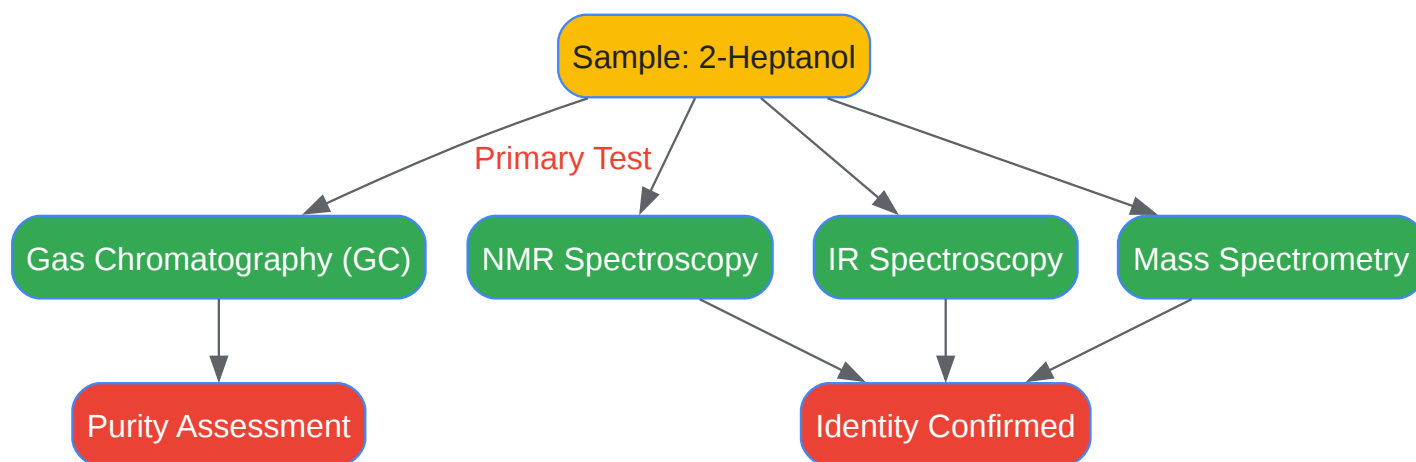 Sample: 2-Heptanol
Primary Test
Gas Chromatography (GC)
NMR Spectroscopy
IR Spectroscopy
Mass Spectrometry
Purity Assessment
Identity Confirmed